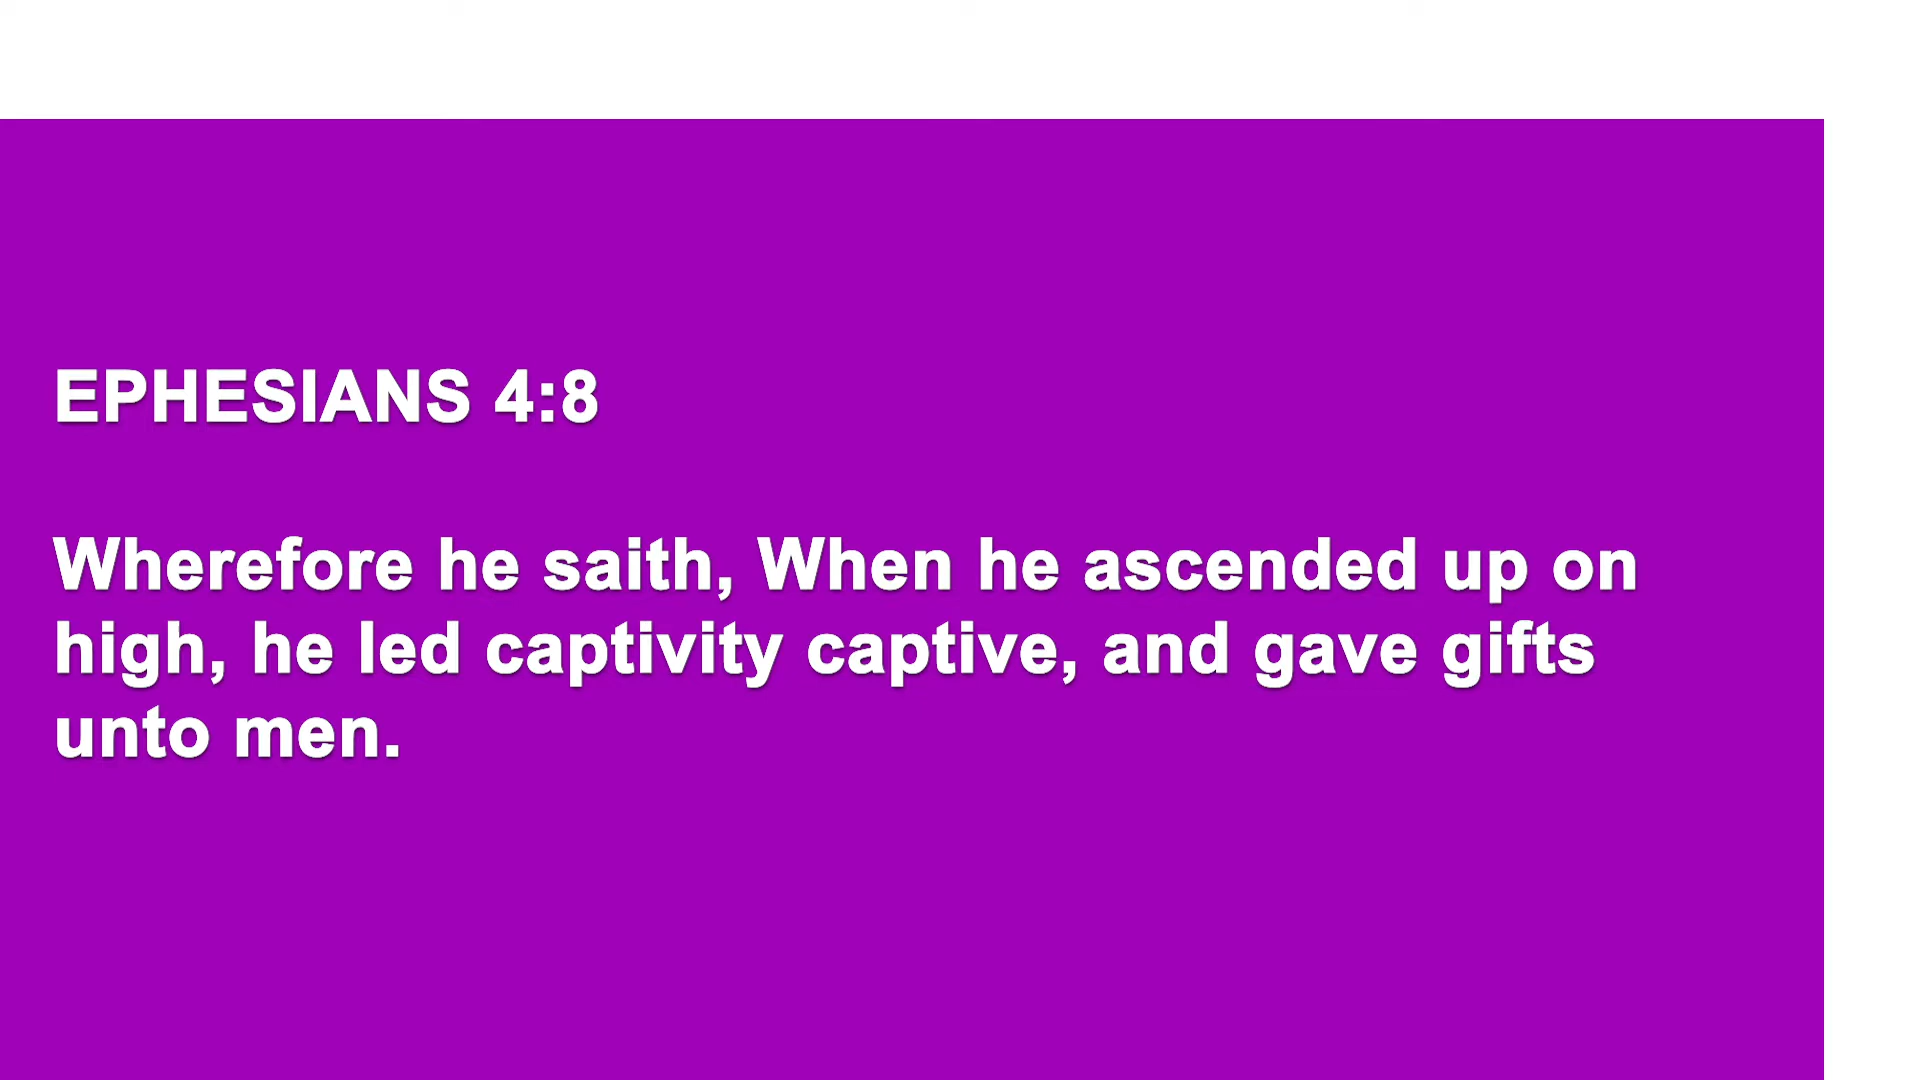 EPHESIANS 4:8
Wherefore he saith, When he ascended up on
high, he led captivity captive, and gave gifts
unto men.